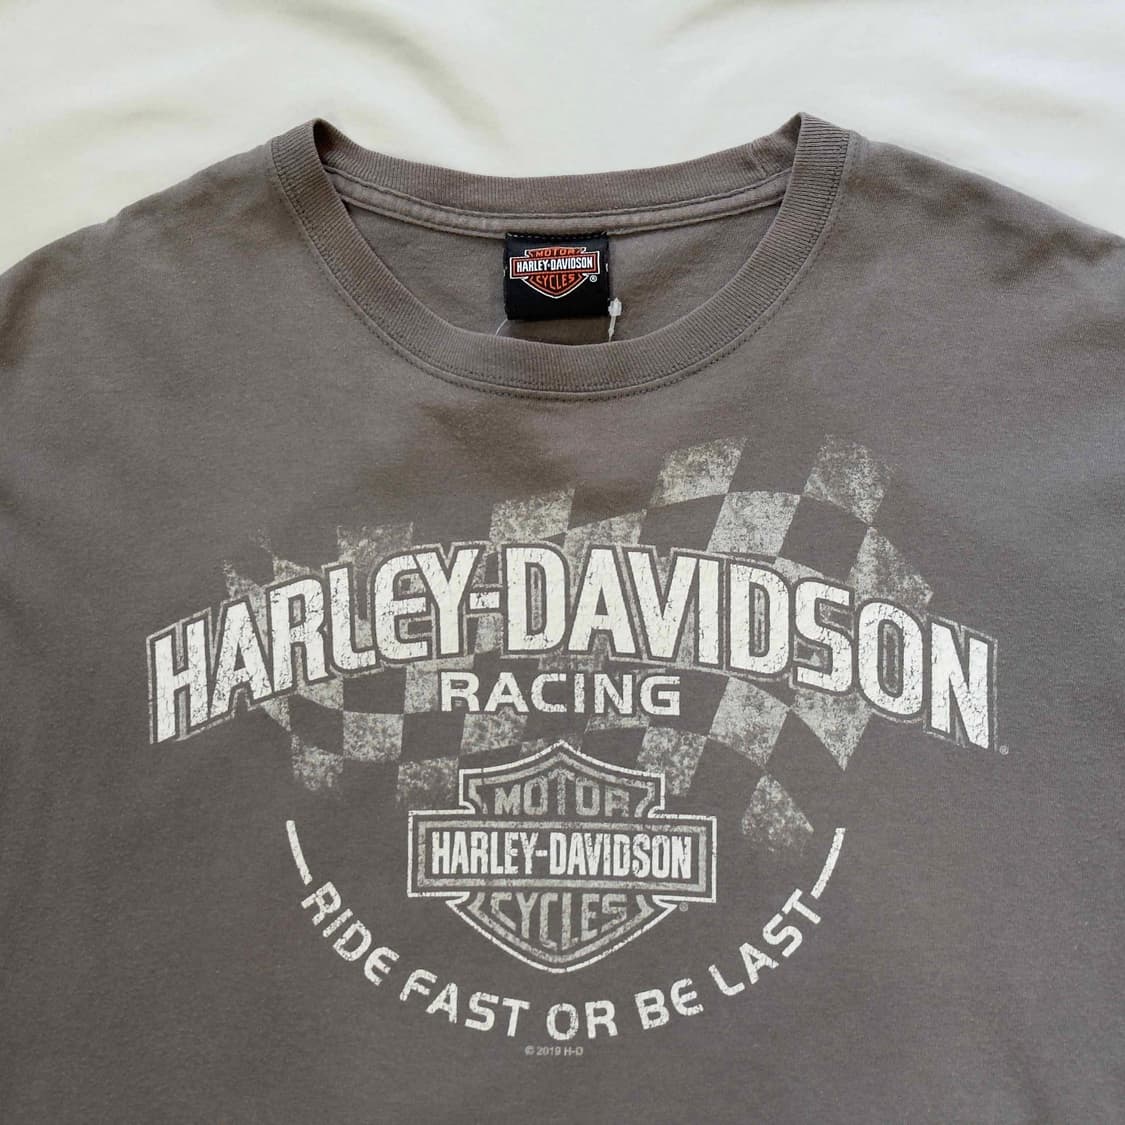 MOTOR
HARLEY-DAVIDSON
CYCLES
®
HARLEY-DAVIDSON
®
RACING
MOTOR
HARLEY-DAVIDSON
CYCLES
®
RIDE FAST OR BE LAST
© 2019 H-D